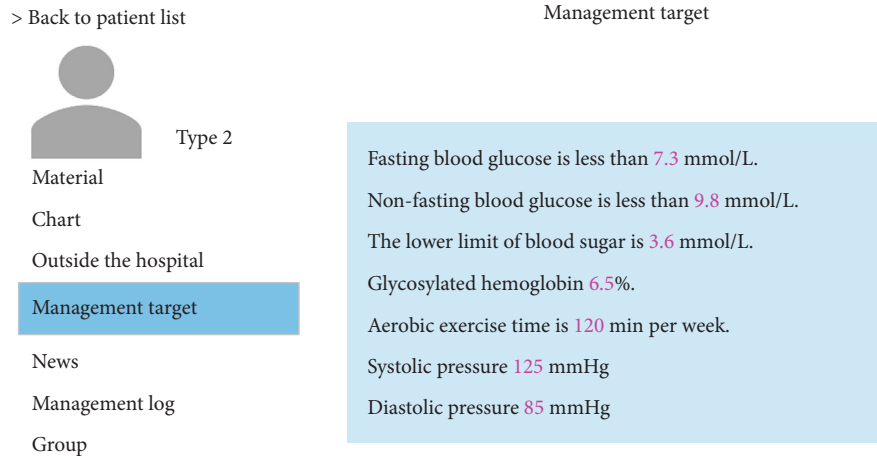 > Back to patient list
Management target
Type 2
Material
Chart
Outside the hospital
Management target
News
Management log
Group
Fasting blood glucose is less than 7.3 mmol/L.
Non-fasting blood glucose is less than 9.8 mmol/L.
The lower limit of blood sugar is 3.6 mmol/L.
Glycosylated hemoglobin 6.5%.
Aerobic exercise time is 120 min per week.
Systolic pressure 125 mmHg
Diastolic pressure 85 mmHg